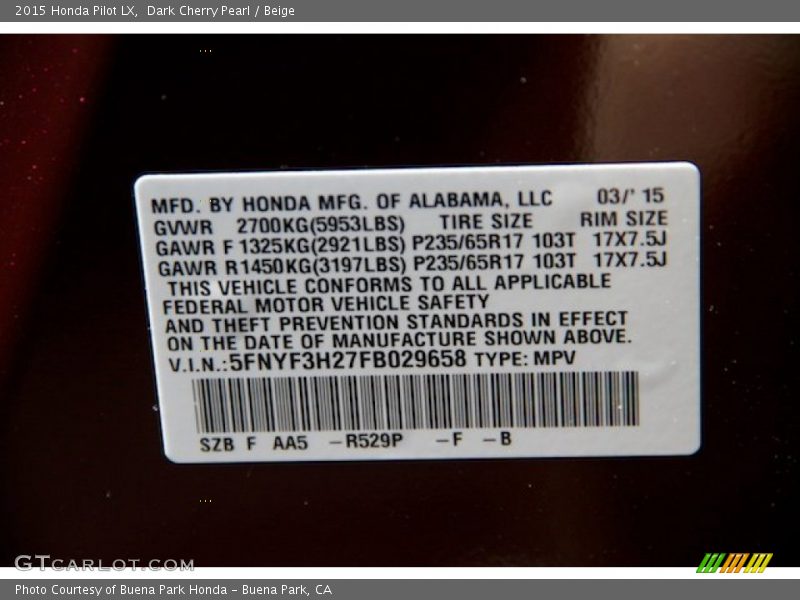 2015 Honda Pilot LX,  Dark Cherry Pearl / Beige
MFD. BY HONDA MFG. OF ALABAMA, LLC 03/' 15
GVWR 2700KG(5953LBS) TIRE SIZE RIM SIZE
GAWR F 1325KG(2921LBS) P235/65R17 103T 17X7.5J
GAWR R1450KG(3197LBS) P235/65R17 103T 17X7.5J
THIS VEHICLE CONFORMS TO ALL APPLICABLE
FEDERAL MOTOR VEHICLE SAFETY
AND THEFT PREVENTION STANDARDS IN EFFECT
ON THE DATE OF MANUFACTURE SHOWN ABOVE.
V.I.N.:5FNYF3H27FB029658 TYPE: MPV
SZB F AA5 -R529P -F -B
GTCARLOT.COM
Photo Courtesy of Buena Park Honda - Buena Park, CA